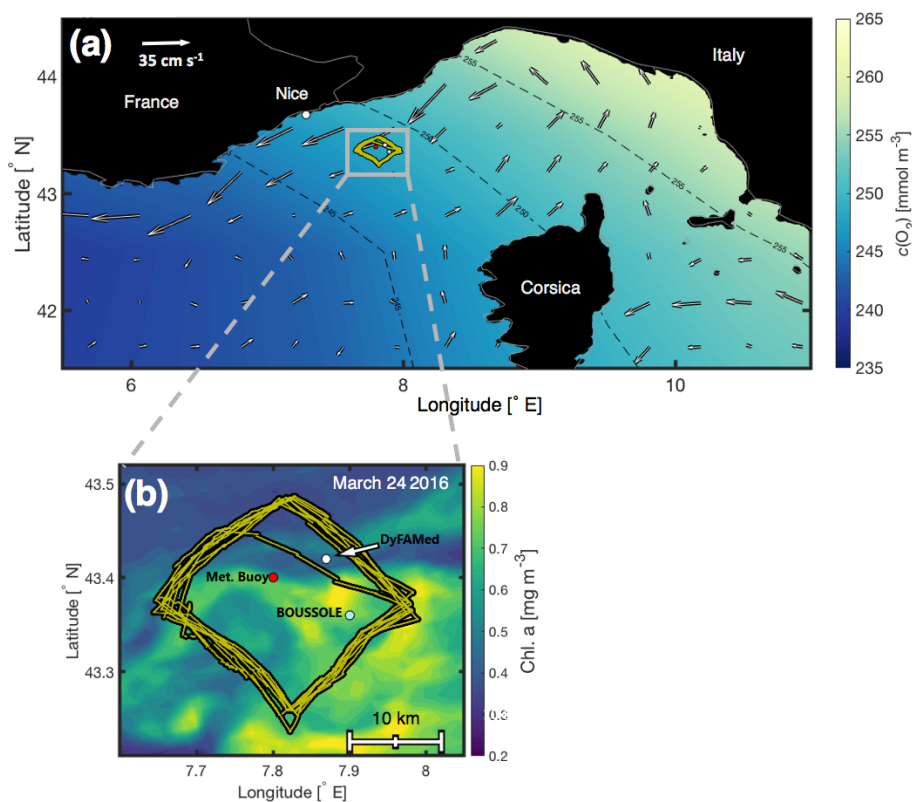 (a)
35 cm s⁻¹
France
Nice
Italy
Corsica
255
250
245
255
250
245
255
44
43
42
Latitude [° N]
6
8
10
Longitude [° E]
265
260
255
250
245
240
235
c(O₂) [mmol m⁻³]
(b)
March 24 2016
DyFAMed
Met. Buoy
BOUSSOLE
10 km
43.5
43.4
43.3
Latitude [° N]
7.7
7.8
7.9
8
Longitude [° E]
0.9
0.8
0.7
0.6
0.5
0.4
0.3
0.2
Chl. a [mg m⁻³]